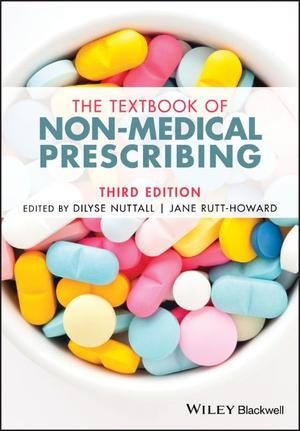 THE TEXTBOOK OF
NON-MEDICAL
PRESCRIBING
THIRD EDITION
EDITED BY DILYSE NUTTALL | JANE RUTT-HOWARD
WILEY Blackwell